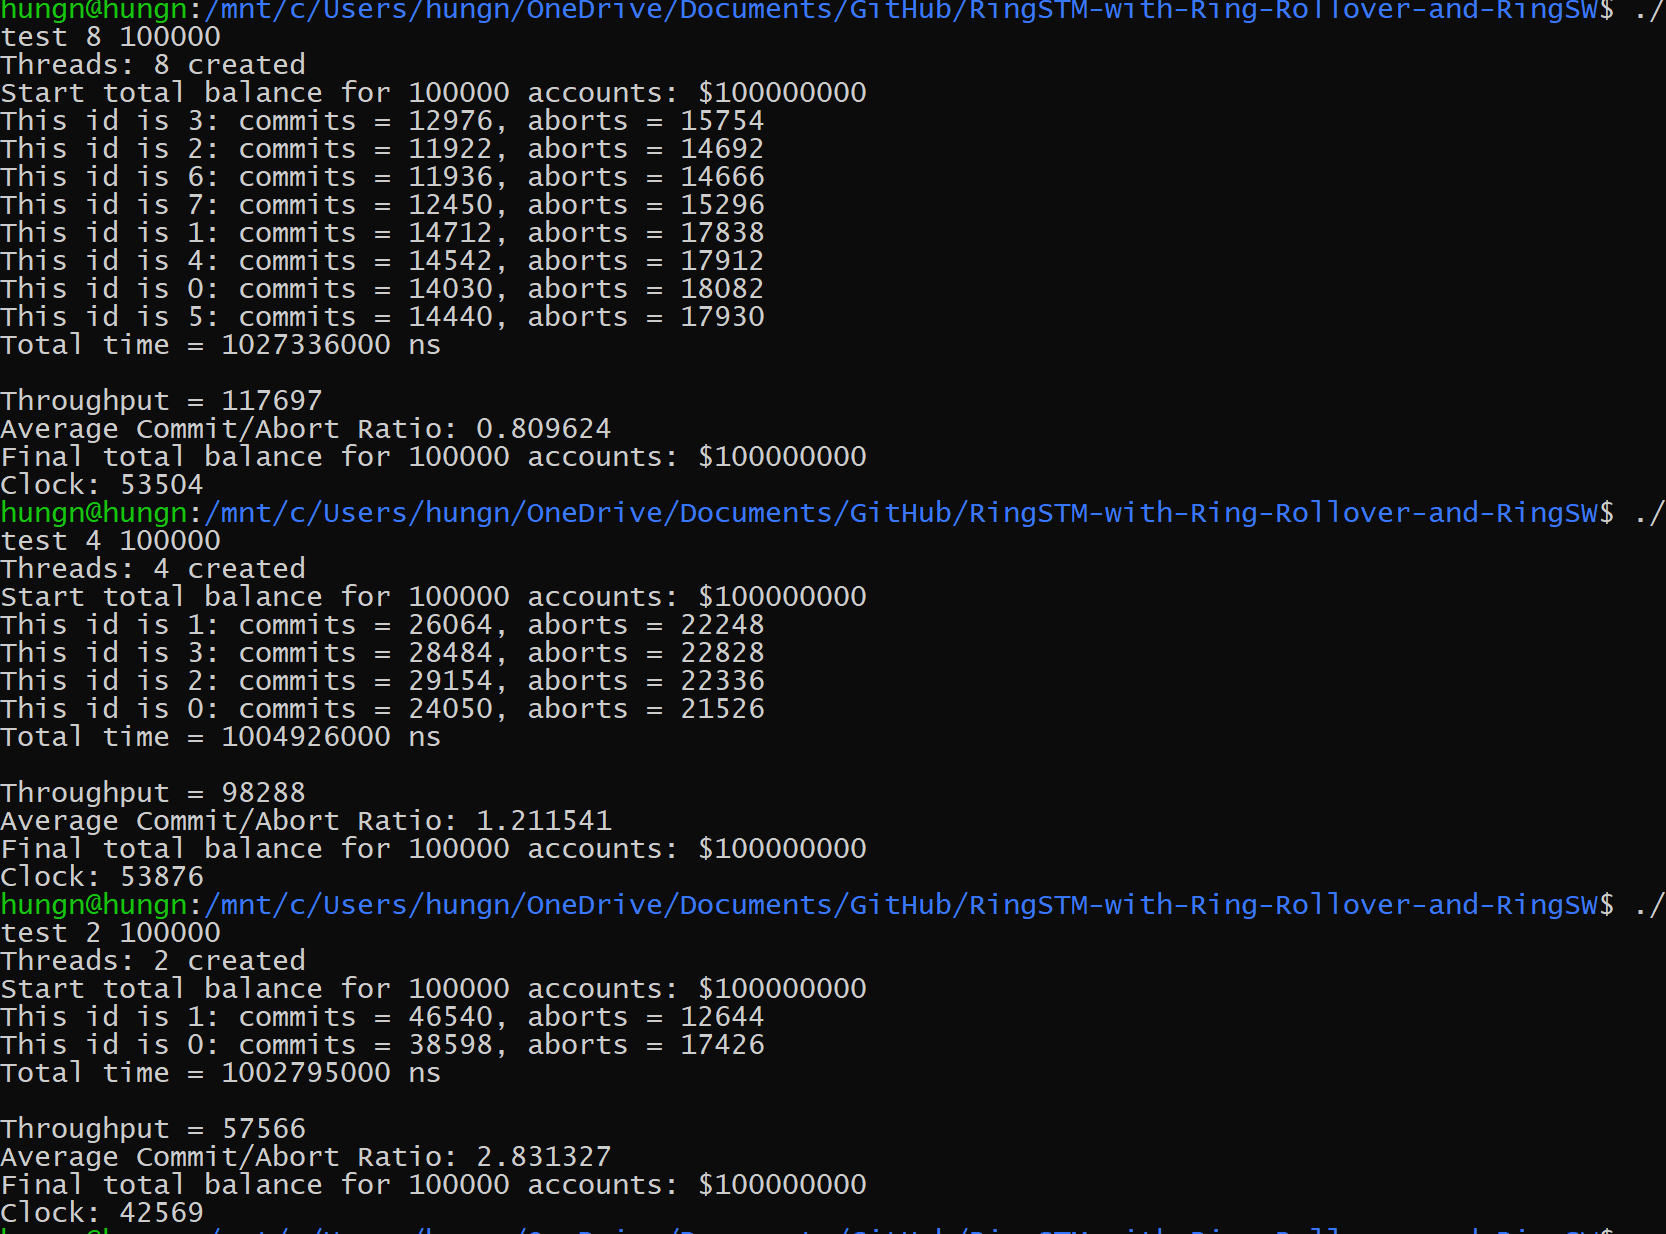 hungn@hungn:/mnt/c/Users/hungn/OneDrive/Documents/GitHub/RingSTM-with-Ring-Rollover-and-RingSW$ ./
test 8 100000
Threads: 8 created
Start total balance for 100000 accounts: $100000000
This id is 3: commits = 12976, aborts = 15754
This id is 2: commits = 11922, aborts = 14692
This id is 6: commits = 11936, aborts = 14666
This id is 7: commits = 12450, aborts = 15296
This id is 1: commits = 14712, aborts = 17838
This id is 4: commits = 14542, aborts = 17912
This id is 0: commits = 14030, aborts = 18082
This id is 5: commits = 14440, aborts = 17930
Total time = 1027336000 ns

Throughput = 117697
Average Commit/Abort Ratio: 0.809624
Final total balance for 100000 accounts: $100000000
Clock: 53504
hungn@hungn:/mnt/c/Users/hungn/OneDrive/Documents/GitHub/RingSTM-with-Ring-Rollover-and-RingSW$ ./
test 4 100000
Threads: 4 created
Start total balance for 100000 accounts: $100000000
This id is 1: commits = 26064, aborts = 22248
This id is 3: commits = 28484, aborts = 22828
This id is 2: commits = 29154, aborts = 22336
This id is 0: commits = 24050, aborts = 21526
Total time = 1004926000 ns

Throughput = 98288
Average Commit/Abort Ratio: 1.211541
Final total balance for 100000 accounts: $100000000
Clock: 53876
hungn@hungn:/mnt/c/Users/hungn/OneDrive/Documents/GitHub/RingSTM-with-Ring-Rollover-and-RingSW$ ./
test 2 100000
Threads: 2 created
Start total balance for 100000 accounts: $100000000
This id is 1: commits = 46540, aborts = 12644
This id is 0: commits = 38598, aborts = 17426
Total time = 1002795000 ns

Throughput = 57566
Average Commit/Abort Ratio: 2.831327
Final total balance for 100000 accounts: $100000000
Clock: 42569